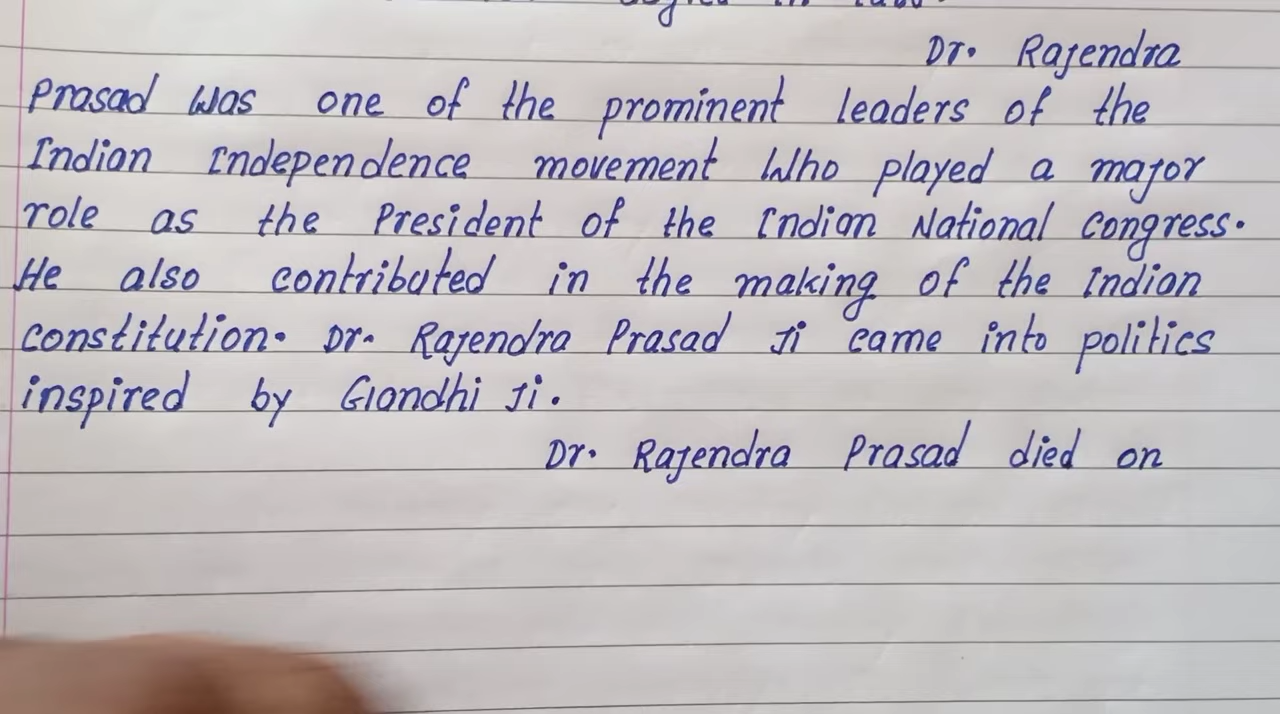 in law.
Dr. Rajendra
Prasad was one of the prominent leaders of the
Indian Independence movement who played a major
role as the President of the Indian National Congress.
He also contributed in the making of the Indian
constitution. Dr. Rajendra Prasad Ji came into politics
inspired by Gandhi Ji.
Dr. Rajendra Prasad died on